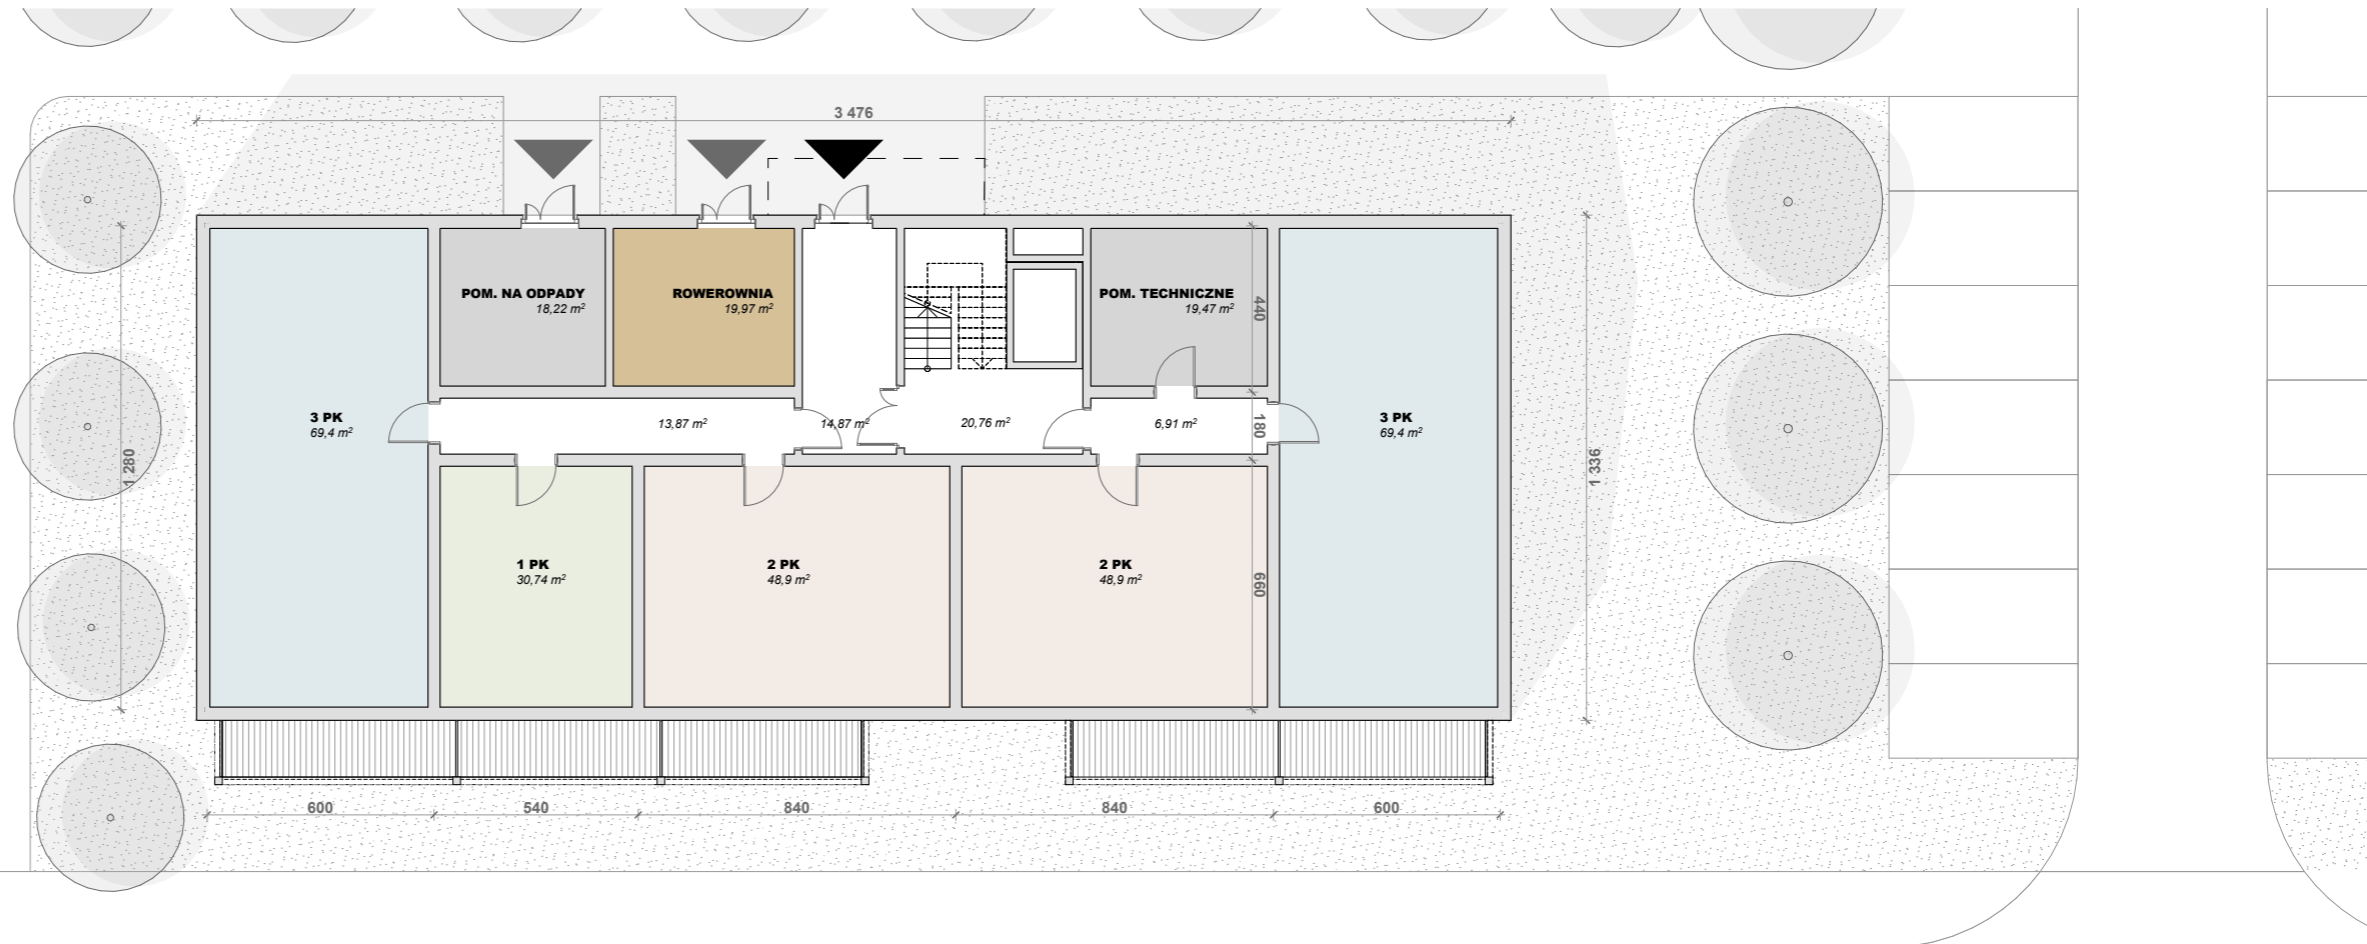 3 476
POM. NA ODPADY
18,22 m²
ROWEROWNIA
19,97 m²
POM. TECHNICZNE
19,47 m²
440
3 PK
69,4 m²
13,87 m²
14,87 m²
20,76 m²
6,91 m²
180
3 PK
69,4 m²
1 280
1 336
1 PK
30,74 m²
2 PK
48,9 m²
2 PK
48,9 m²
660
600
540
840
840
600